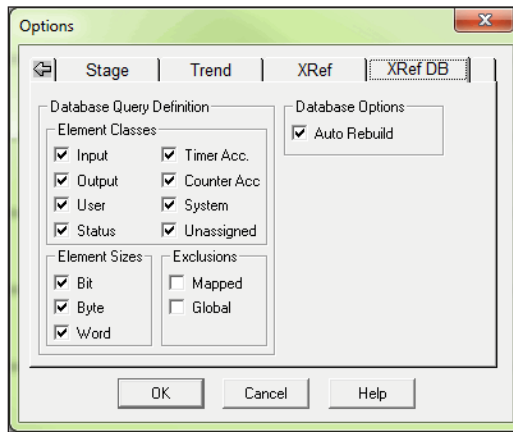 Options
Stage Trend XRef XRef DB
Database Query Definition
Element Classes
Input Timer Acc.
Output Counter Acc
User System
Status Unassigned
Element Sizes Exclusions
Bit Mapped
Byte Global
Word
Database Options
Auto Rebuild
OK Cancel Help